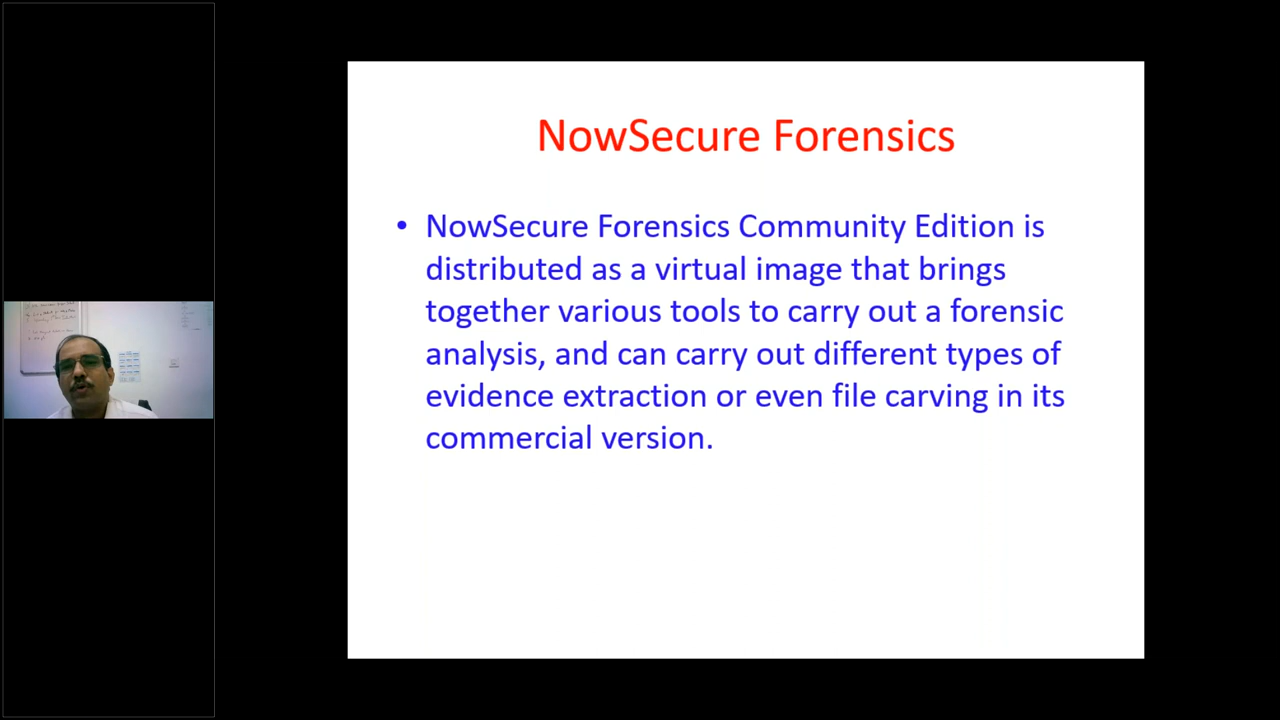 NowSecure Forensics
• NowSecure Forensics Community Edition is
distributed as a virtual image that brings
together various tools to carry out a forensic
analysis, and can carry out different types of
evidence extraction or even file carving in its
commercial version.